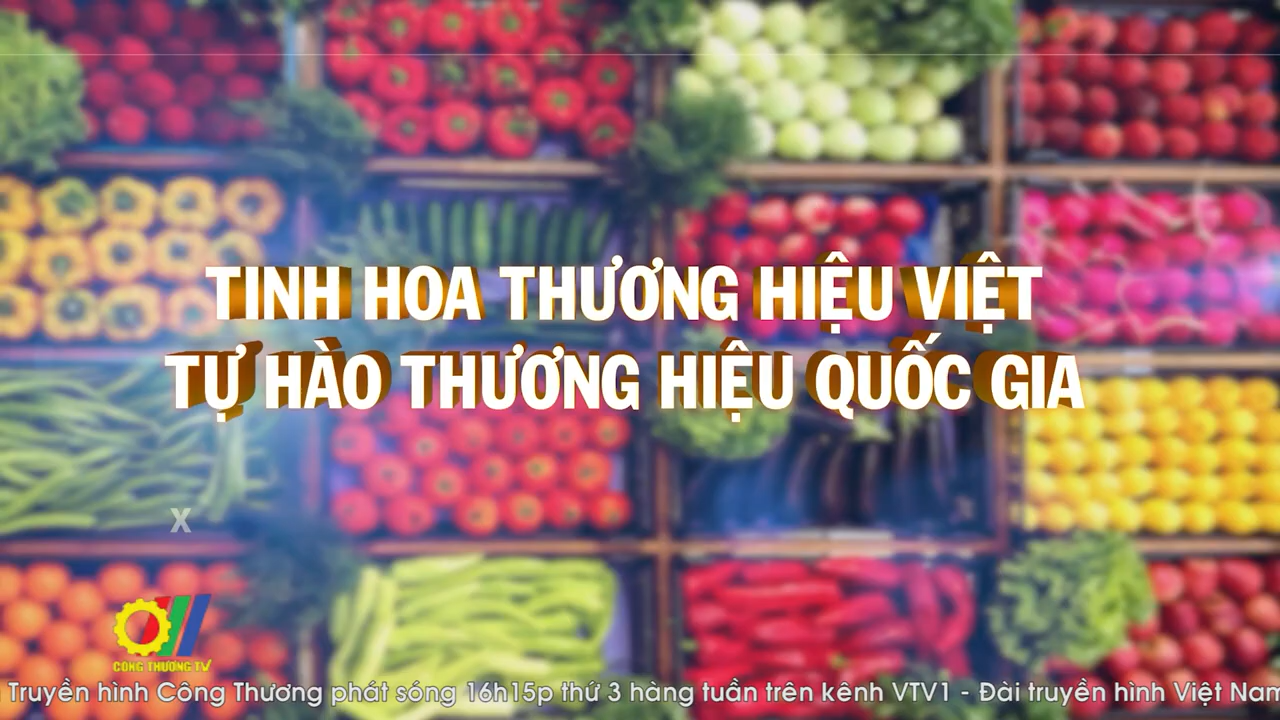 TINH HOA THƯƠNG HIỆU VIỆT
TỰ HÀO THƯƠNG HIỆU QUỐC GIA
X
CÔNG THƯƠNG TV
Truyền hình Công Thương phát sóng 16h15p thứ 3 hàng tuần trên kênh VTV1 - Đài truyền hình Việt Nam